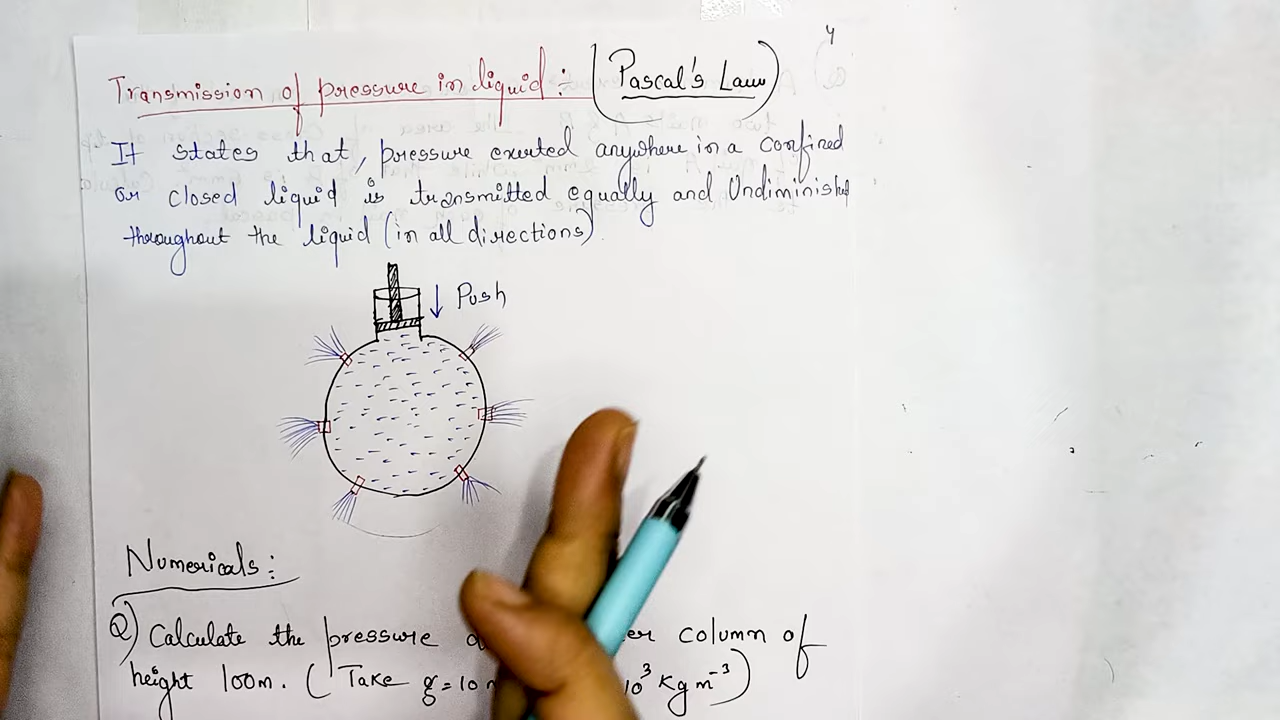 4
Transmission of pressure in liquid :- (Pascal's Law)
It states that, pressure exerted anywhere in a confined
or closed liquid is transmitted equally and Undiminished
throughout the liquid (in all directions)
Push
Numericals :
Q) Calculate the pressure column of
height 100m. ( Take g = 10 10³ Kg m⁻³)